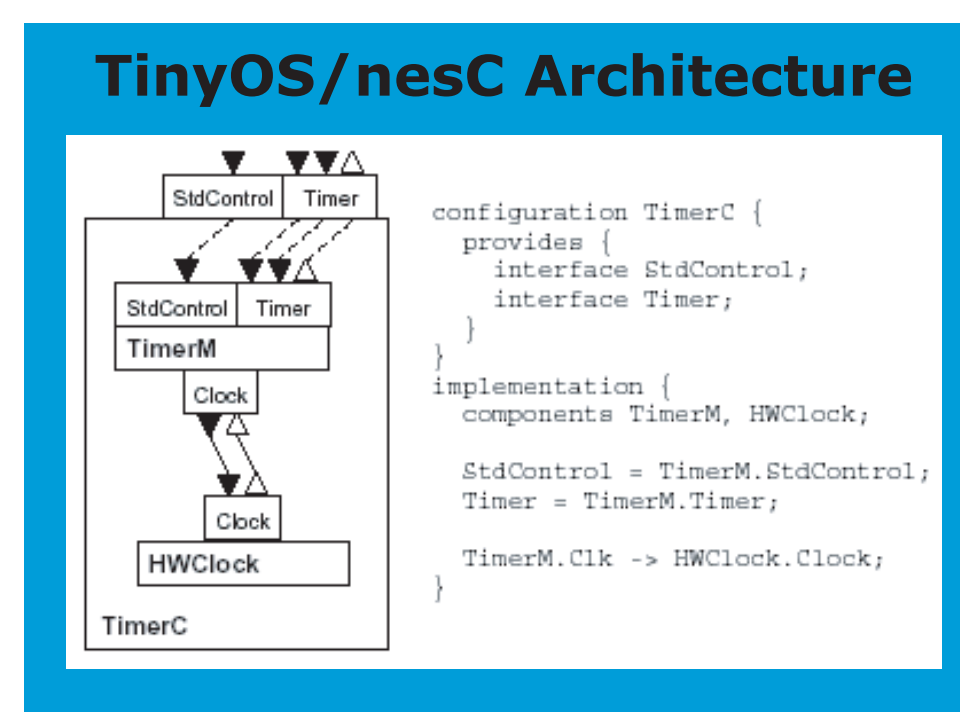 TinyOS/nesC Architecture
StdControl Timer
StdControl Timer
TimerM
Clock
Clock
HWClock
TimerC
configuration TimerC {
provides {
interface StdControl;
interface Timer;
}
}
implementation {
components TimerM, HWClock;
StdControl = TimerM.StdControl;
Timer = TimerM.Timer;
TimerM.Clk -> HWClock.Clock;
}